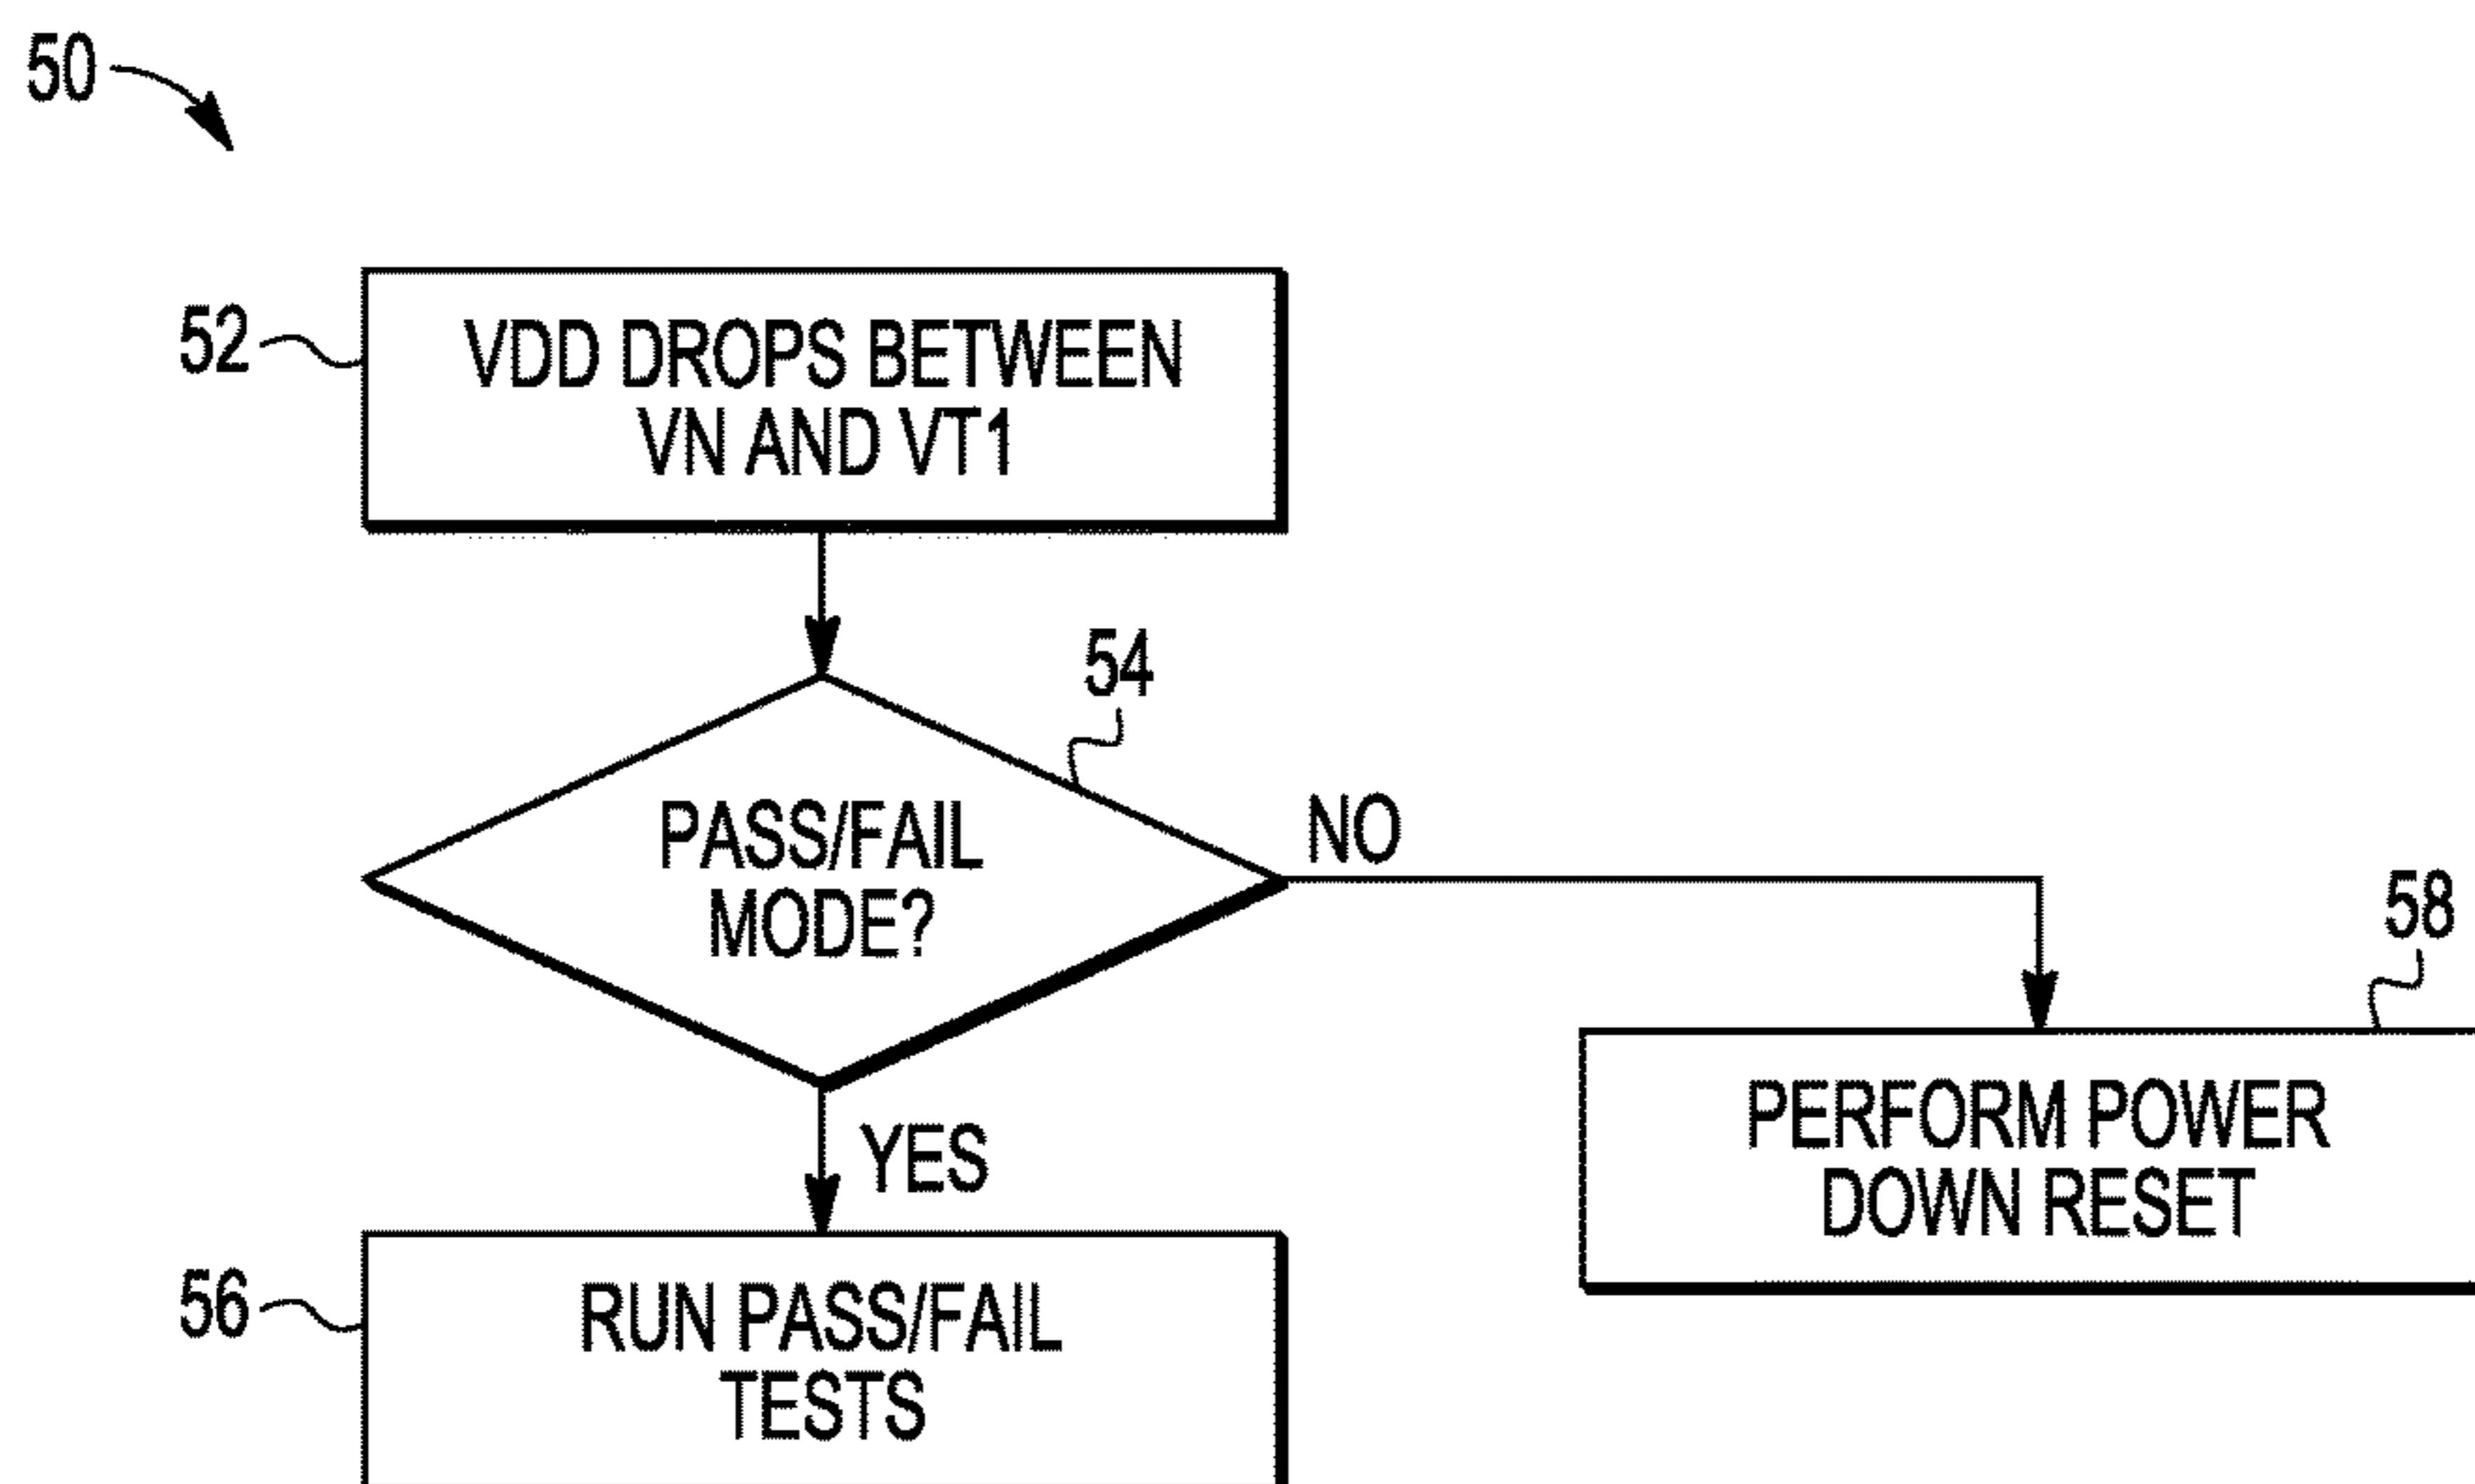 50
52
VDD DROPS BETWEEN
VN AND VT1
54
PASS/FAIL
MODE?
NO
58
PERFORM POWER
DOWN RESET
YES
56
RUN PASS/FAIL
TESTS